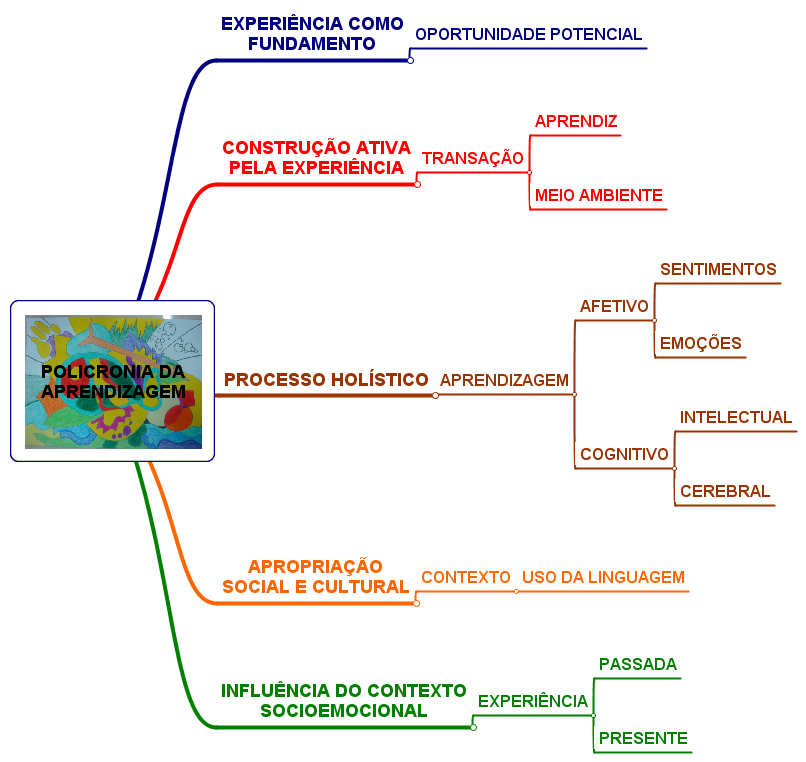 EXPERIÊNCIA COMO
FUNDAMENTO
OPORTUNIDADE POTENCIAL
CONSTRUÇÃO ATIVA
PELA EXPERIÊNCIA
TRANSAÇÃO
APRENDIZ
MEIO AMBIENTE
POLICRONIA DA
APRENDIZAGEM
PROCESSO HOLÍSTICO
APRENDIZAGEM
AFETIVO
SENTIMENTOS
EMOÇÕES
COGNITIVO
INTELECTUAL
CEREBRAL
APROPRIAÇÃO
SOCIAL E CULTURAL
CONTEXTO
USO DA LINGUAGEM
INFLUÊNCIA DO CONTEXTO
SOCIOEMOCIONAL
EXPERIÊNCIA
PASSADA
PRESENTE